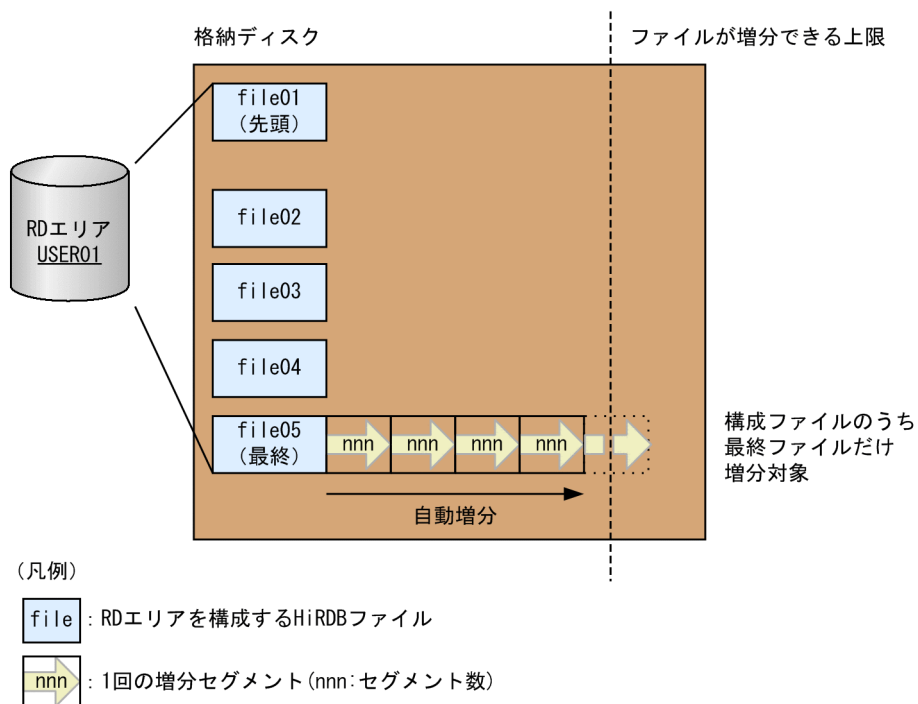 格納ディスク
ファイルが増分できる上限
file01
(先頭)
RDエリア
USER01
file02
file03
file04
file05
(最終)
nnn
nnn
nnn
nnn
構成ファイルのうち
最終ファイルだけ
増分対象
自動増分
(凡例)
file : RDエリアを構成するHiRDBファイル
nnn : 1回の増分セグメント(nnn:セグメント数)